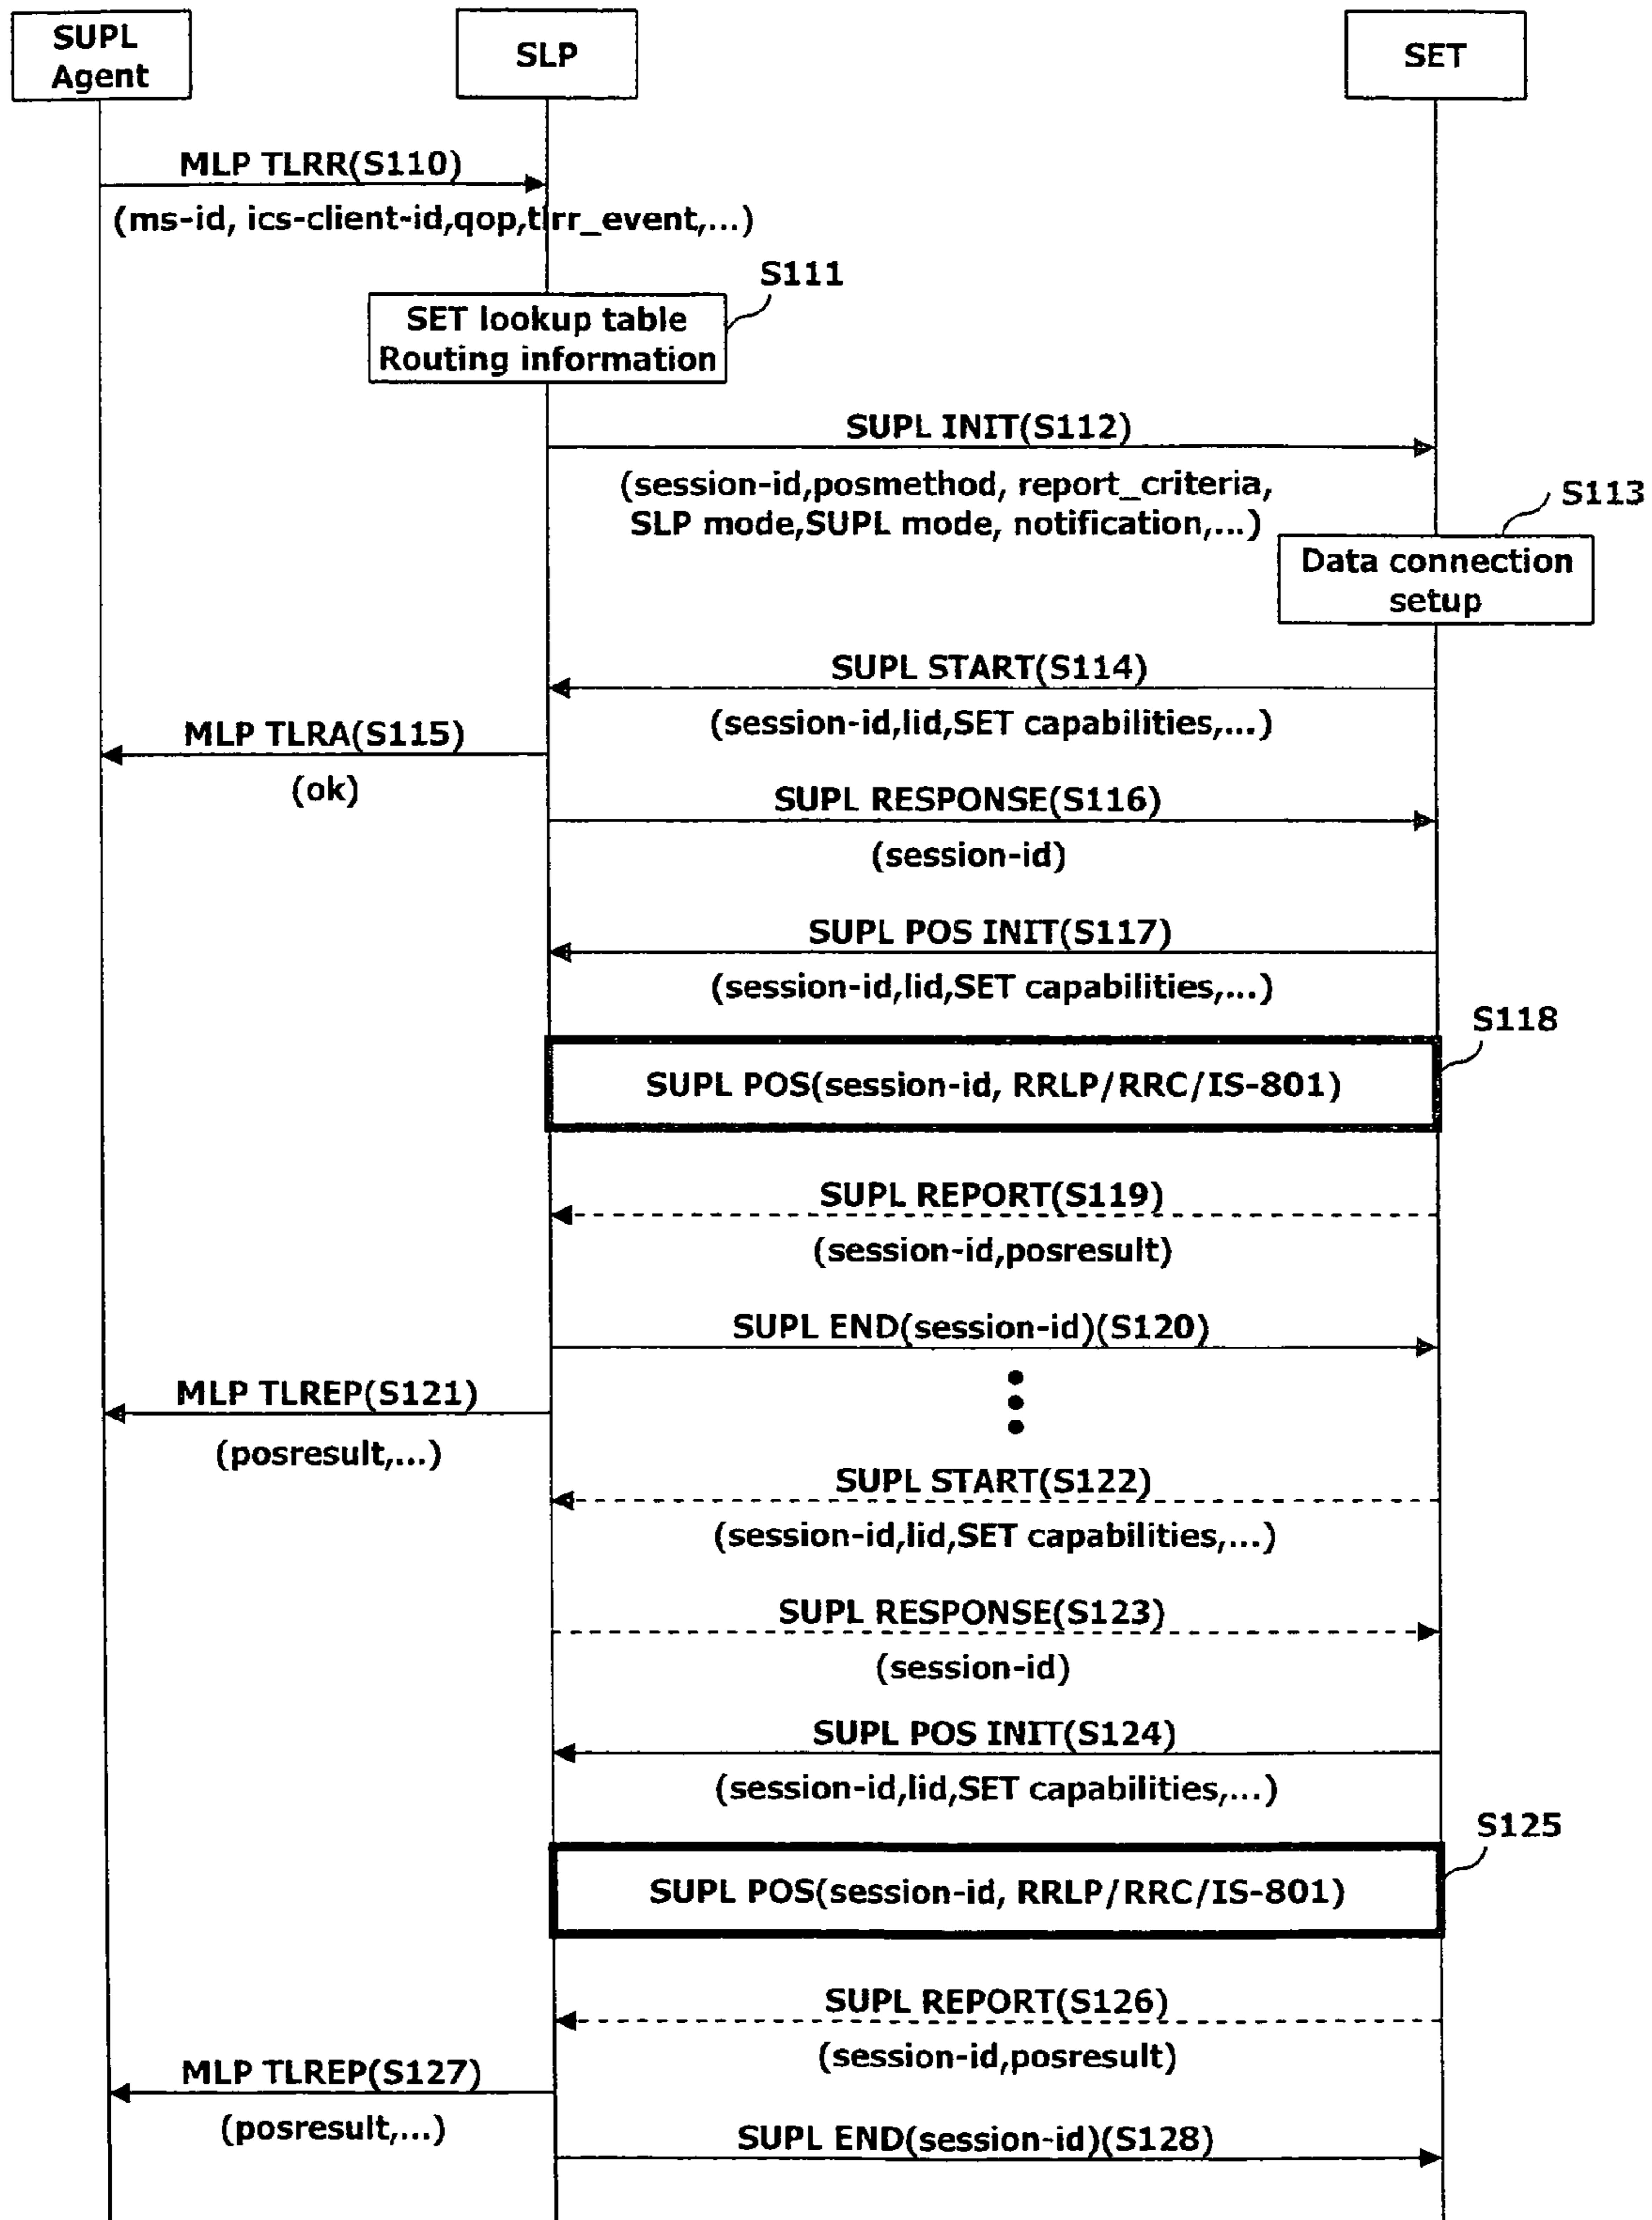 SUPL
Agent
SLP
SET
MLP TLRR(S110)
(ms-id, ics-client-id,qop,tlrr_event,...)
S111
SET lookup table
Routing information
SUPL INIT(S112)
(session-id,posmethod, report_criteria,
SLP mode,SUPL mode, notification,...)
S113
Data connection
setup
SUPL START(S114)
(session-id,lid,SET capabilities,...)
MLP TLRA(S115)
(ok)
SUPL RESPONSE(S116)
(session-id)
SUPL POS INIT(S117)
(session-id,lid,SET capabilities,...)
S118
SUPL POS(session-id, RRLP/RRC/IS-801)
SUPL REPORT(S119)
(session-id,posresult)
SUPL END(session-id)(S120)
MLP TLREP(S121)
(posresult,...)
SUPL START(S122)
(session-id,lid,SET capabilities,...)
SUPL RESPONSE(S123)
(session-id)
SUPL POS INIT(S124)
(session-id,lid,SET capabilities,...)
S125
SUPL POS(session-id, RRLP/RRC/IS-801)
SUPL REPORT(S126)
(session-id,posresult)
MLP TLREP(S127)
(posresult,...)
SUPL END(session-id)(S128)